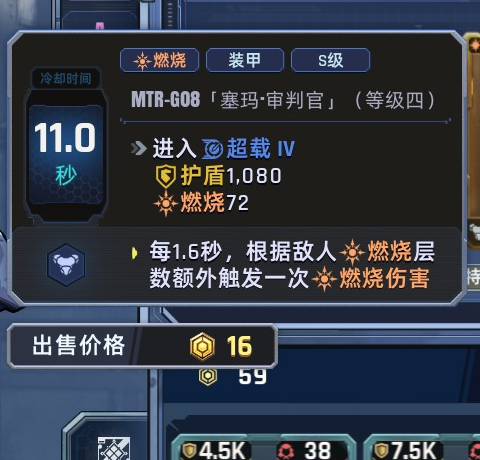 燃烧 装甲 S级
冷却时间
MTR-G08「塞玛·审判官」（等级四）
11.0
秒
进入 超载 IV
护盾1,080
燃烧72
每1.6秒，根据敌人 燃烧层
数额外触发一次 燃烧伤害
出售价格 16
59
4.5K 38 7.5K